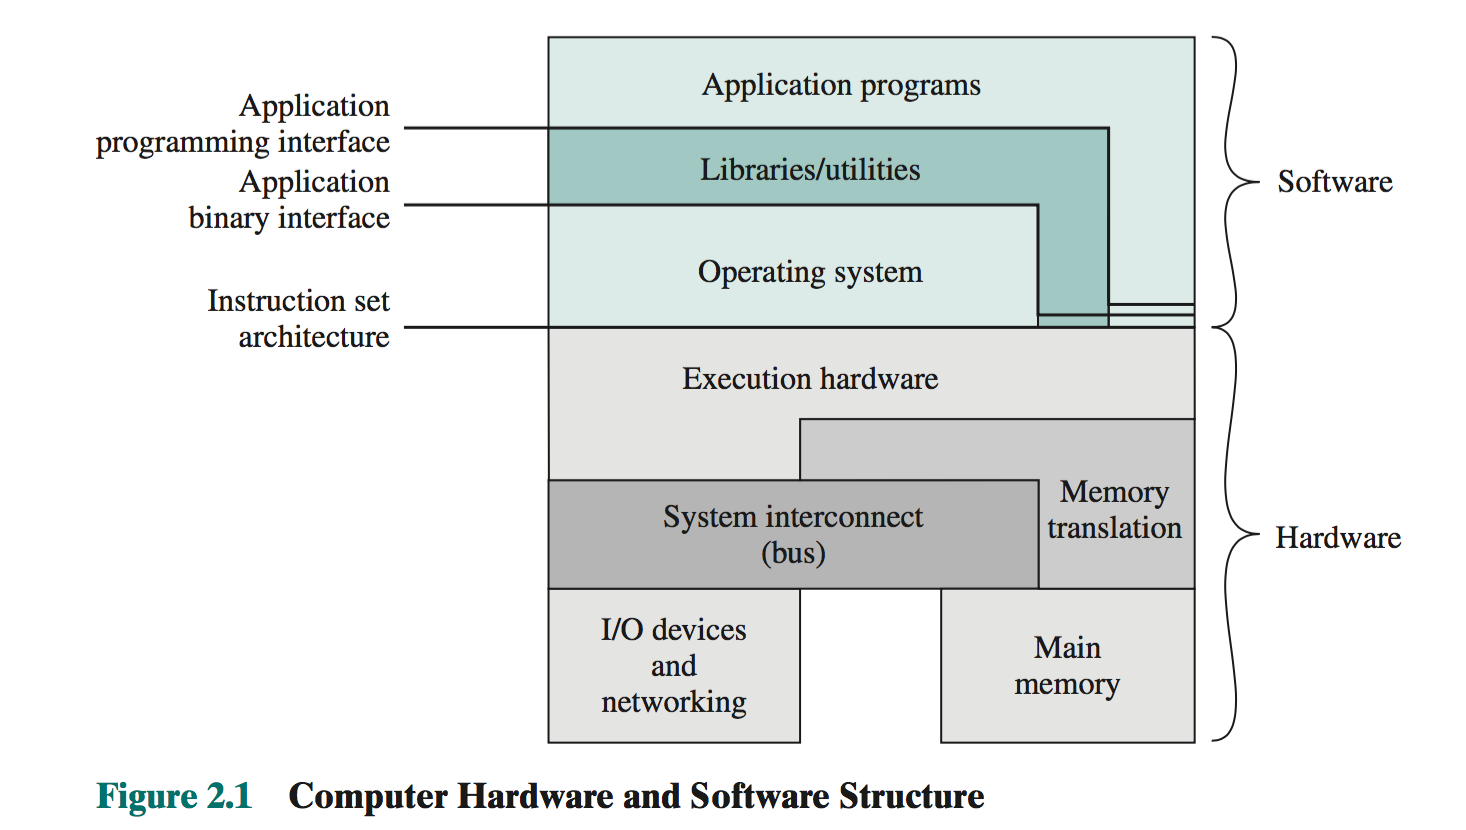 Application programs
Application
programming interface
Libraries/utilities
Application
binary interface
Software
Operating system
Instruction set
architecture
Execution hardware
Memory
translation
System interconnect
(bus)
Hardware
I/O devices
and
networking
Main
memory
Figure 2.1 Computer Hardware and Software Structure